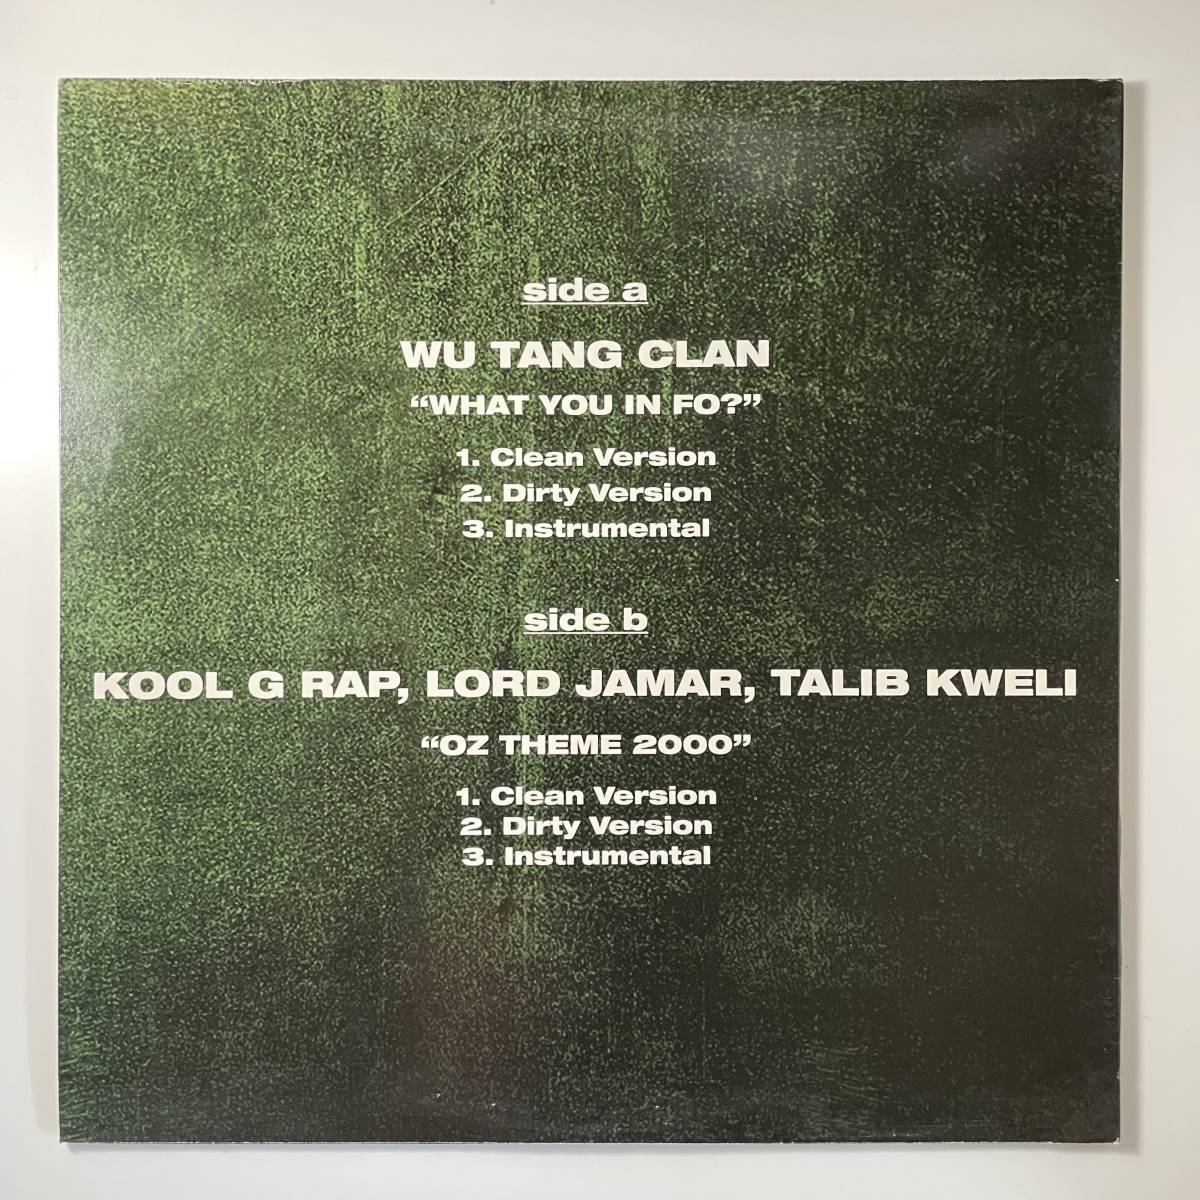 side a
WU TANG CLAN
“WHAT YOU IN FO?”
1. Clean Version
2. Dirty Version
3. Instrumental
side b
KOOL G RAP, LORD JAMAR, TALIB KWELI
“OZ THEME 2000”
1. Clean Version
2. Dirty Version
3. Instrumental